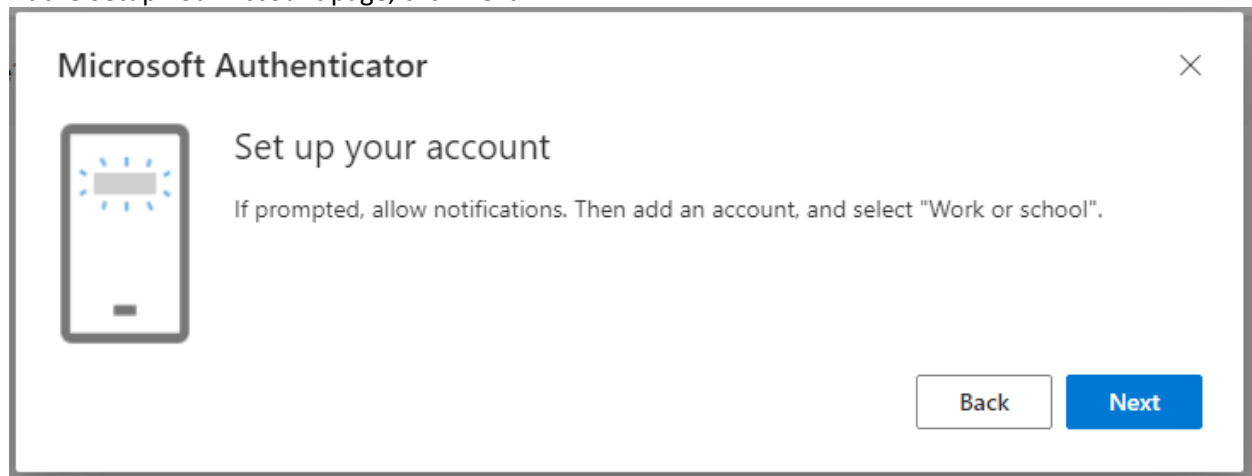 Microsoft Authenticator
Set up your account
If prompted, allow notifications. Then add an account, and select "Work or school".
Back
Next